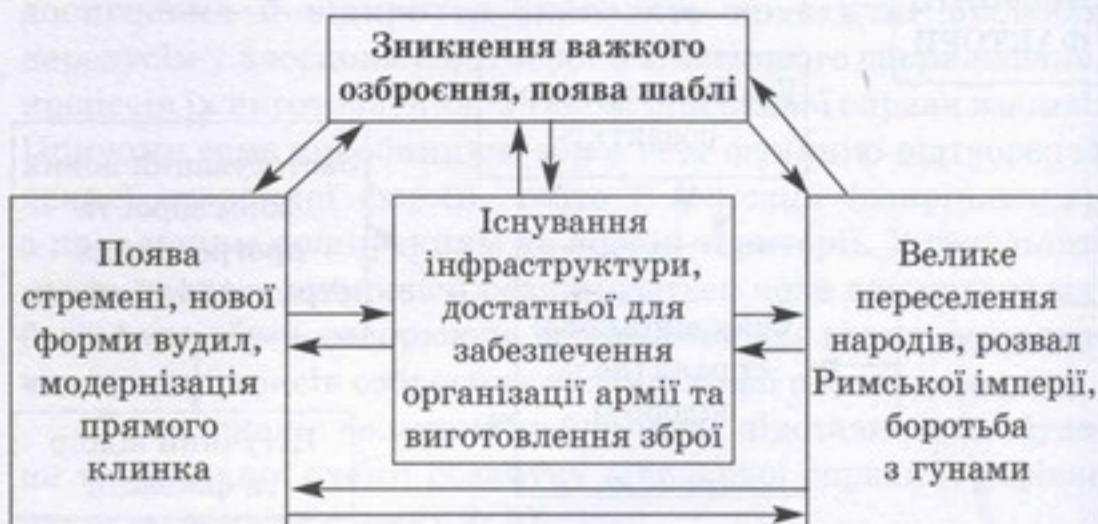 Зникнення важкого
озброєння, поява шаблі
Поява
стремені, нової
форми вудил,
модернізація
прямого
клинка
Існування
інфраструктури,
достатньої для
забезпечення
організації армії та
виготовлення зброї
Велике
переселення
народів, розвал
Римської імперії,
боротьба
з гунами